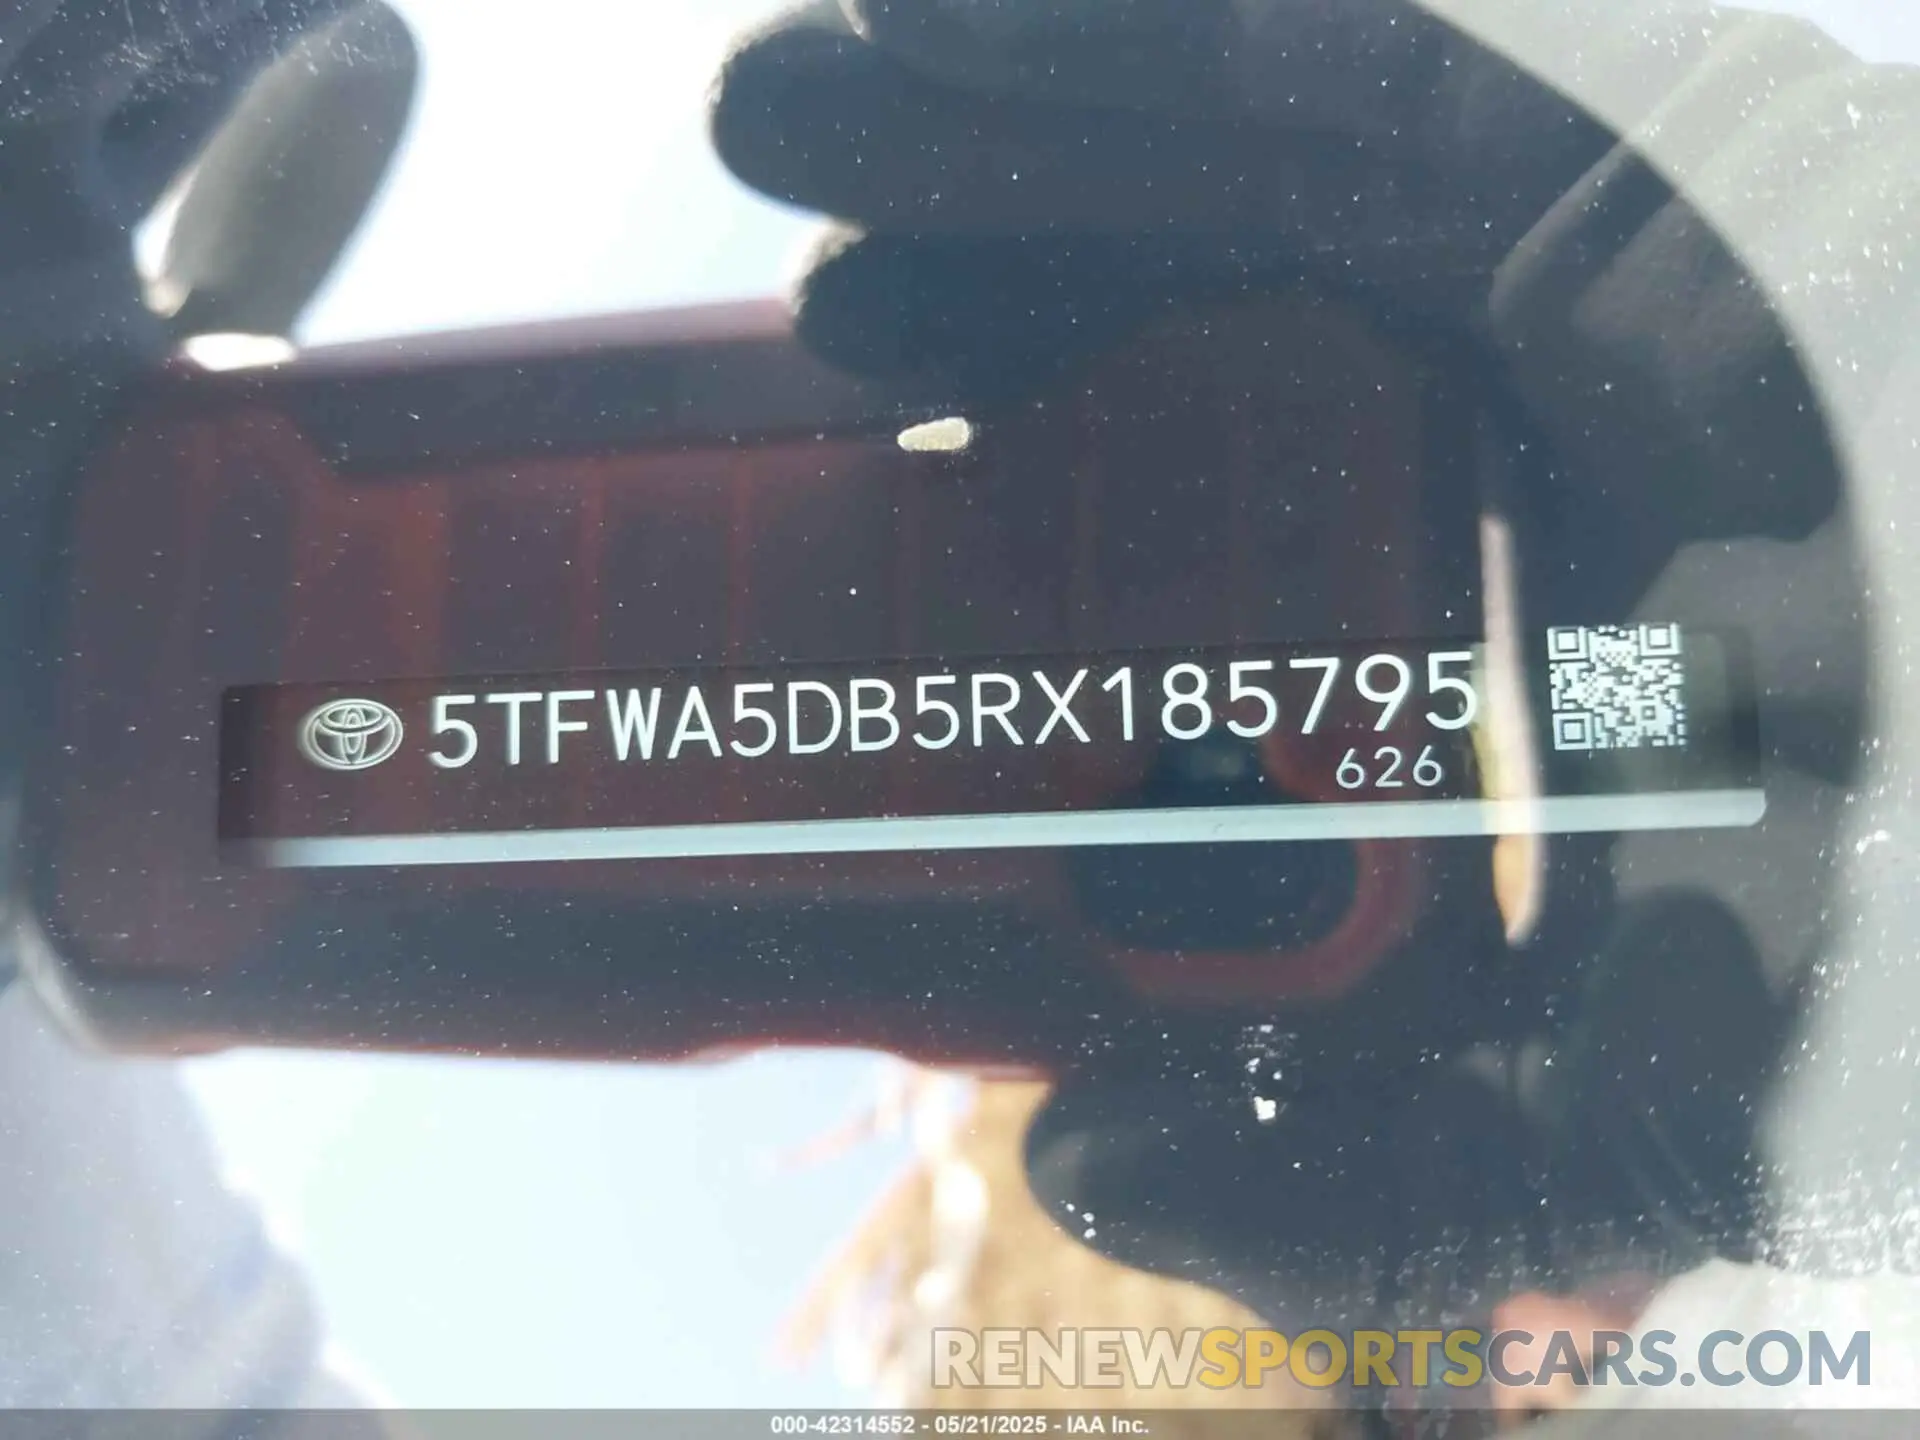 5TFWA5DB5RX185795
626
RENEWSPORTSCARS.COM
000-42314552 - 05/21/2025 - IAA Inc.